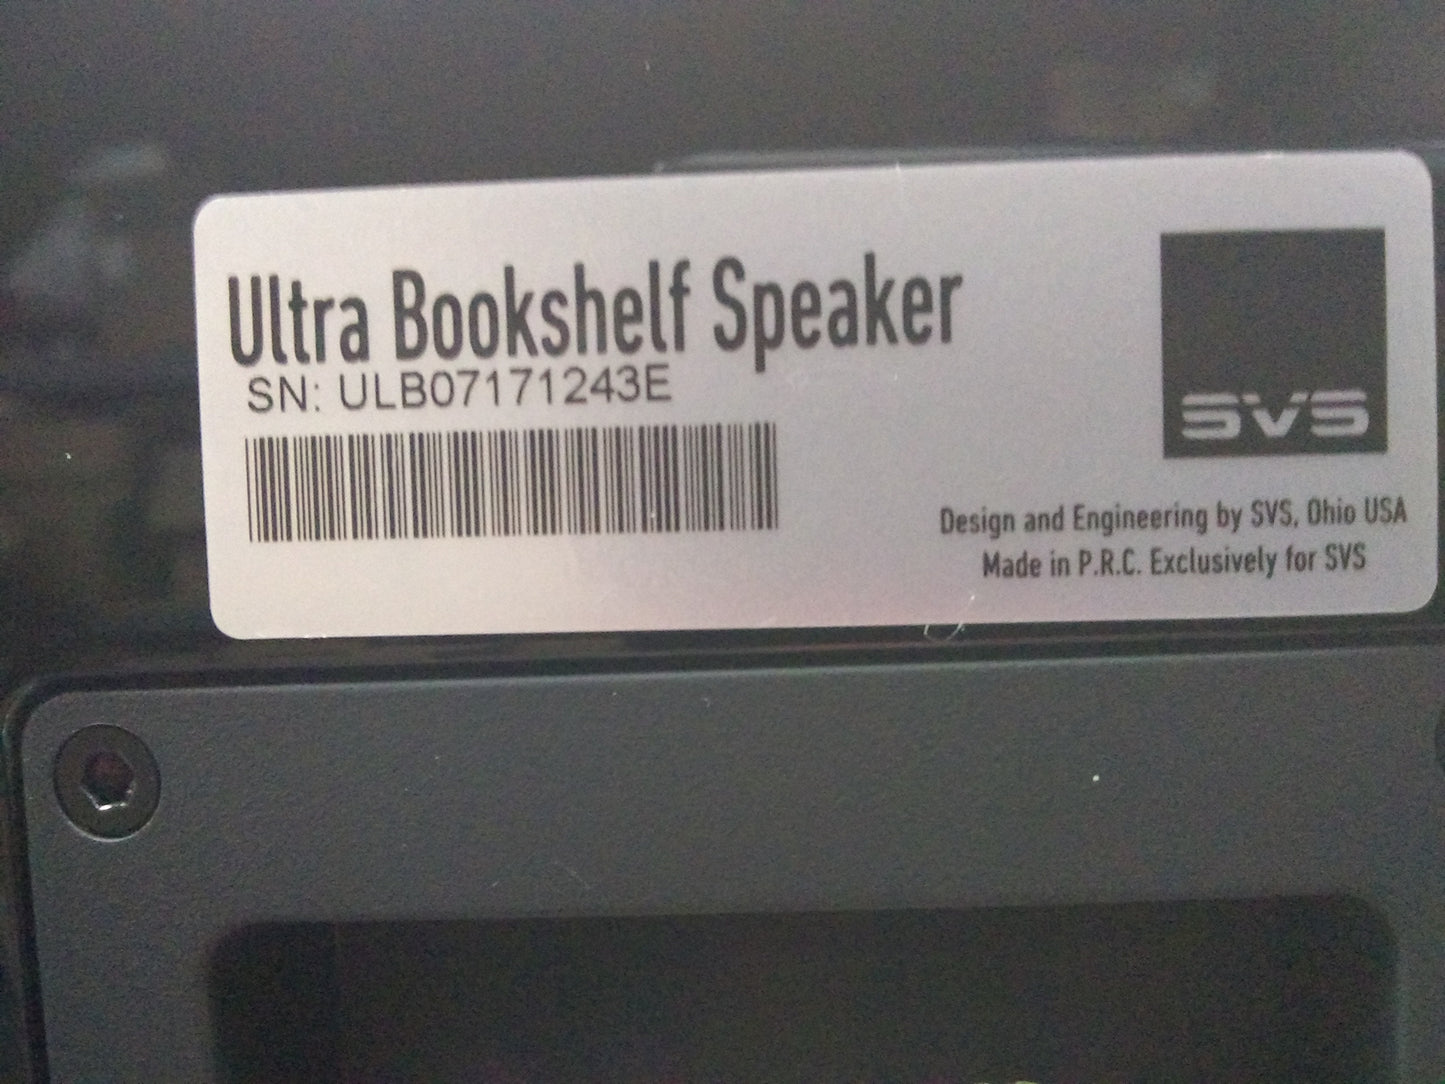 Ultra Bookshelf Speaker
SN: ULB07171243E
SVS
Design and Engineering by SVS, Ohio USA
Made in P.R.C. Exclusively for SVS